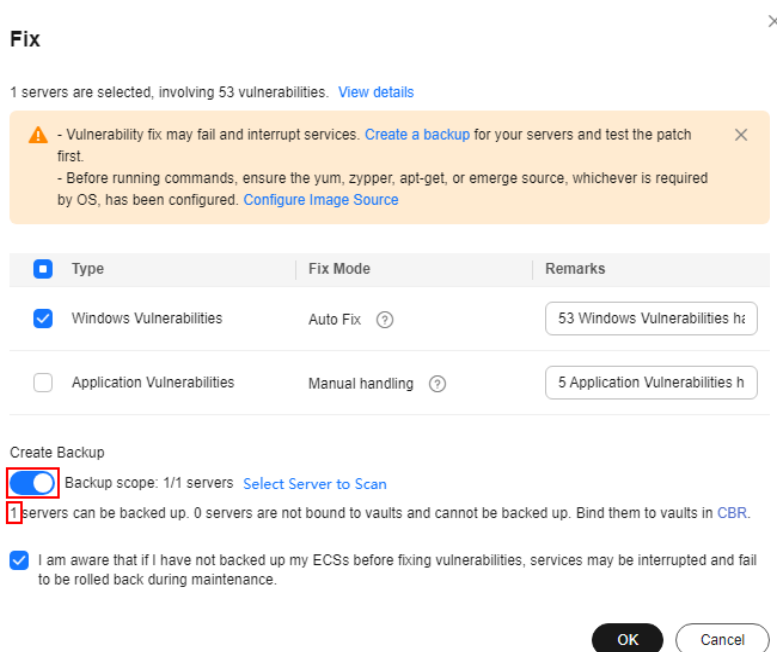 Fix
1 servers are selected, involving 53 vulnerabilities. View details
- Vulnerability fix may fail and interrupt services. Create a backup for your servers and test the patch
first.
- Before running commands, ensure the yum, zypper, apt-get, or emerge source, whichever is required
by OS, has been configured. Configure Image Source
Type Fix Mode Remarks
Windows Vulnerabilities Auto Fix 53 Windows Vulnerabilities ha
Application Vulnerabilities Manual handling 5 Application Vulnerabilities h
Create Backup
Backup scope: 1/1 servers Select Server to Scan
1 servers can be backed up. 0 servers are not bound to vaults and cannot be backed up. Bind them to vaults in CBR.
I am aware that if I have not backed up my ECSs before fixing vulnerabilities, services may be interrupted and fail
to be rolled back during maintenance.
OK Cancel